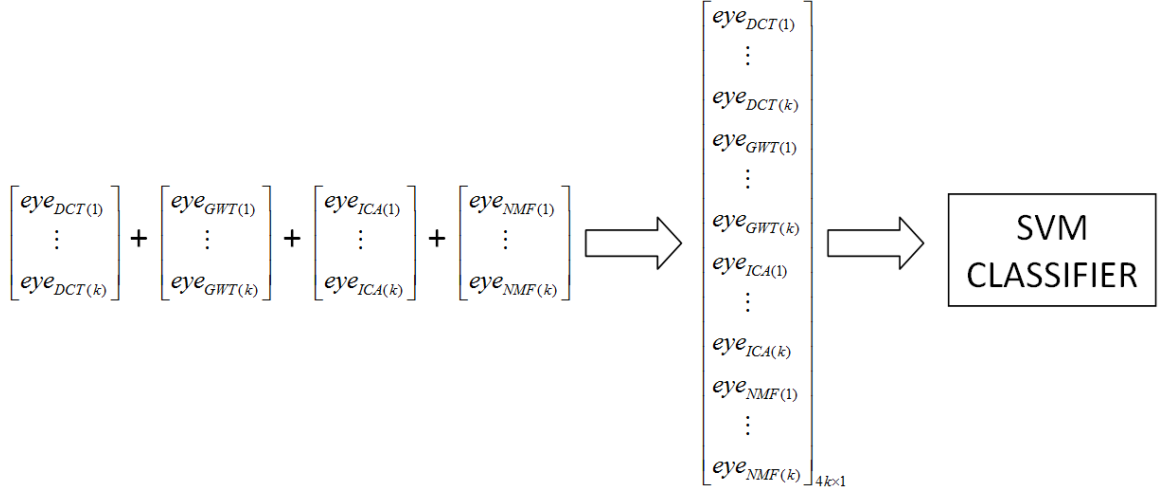 eye_DCT(1) ⋮ eye_DCT(k) + eye_GWT(1) ⋮ eye_GWT(k) + eye_ICA(1) ⋮ eye_ICA(k) + eye_NMF(1) ⋮ eye_NMF(k)
eye_DCT(1)
⋮
eye_DCT(k)
eye_GWT(1)
⋮
eye_GWT(k)
eye_ICA(1)
⋮
eye_ICA(k)
eye_NMF(1)
⋮
eye_NMF(k)
4k×1
SVM
CLASSIFIER